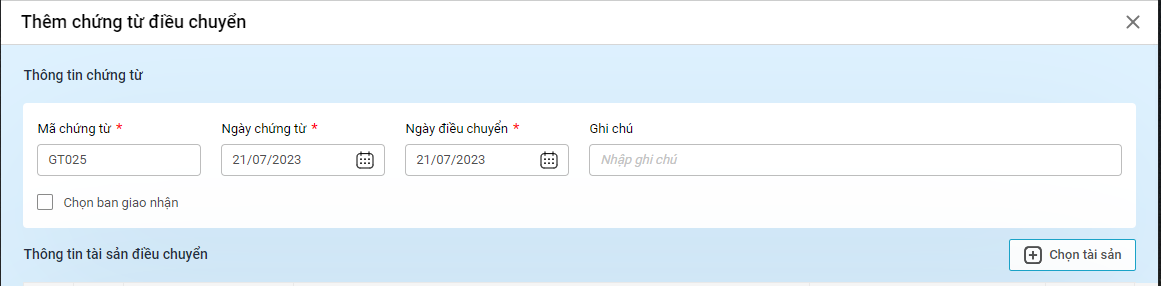 Thêm chứng từ điều chuyển
Thông tin chứng từ
Mã chứng từ * Ngày chứng từ * Ngày điều chuyển * Ghi chú
GT025 21/07/2023 21/07/2023 Nhập ghi chú
Chọn ban giao nhận
Thông tin tài sản điều chuyển Chọn tài sản